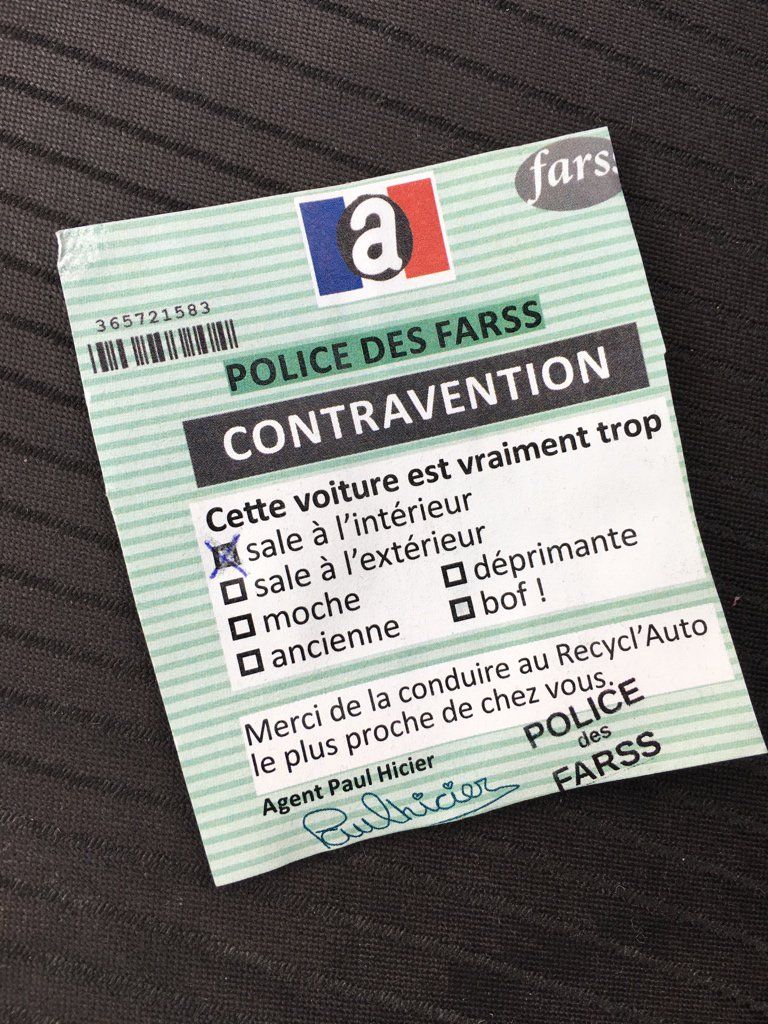 farss
a
365721583
POLICE DES FARSS
CONTRAVENTION
Cette voiture est vraiment trop
sale à l'intérieur
sale à l'extérieur
moche
déprimante
ancienne
bof !
Merci de la conduire au Recycl'Auto
le plus proche de chez vous.
Agent Paul Hicier
Paulhicier
POLICE
des
FARSS